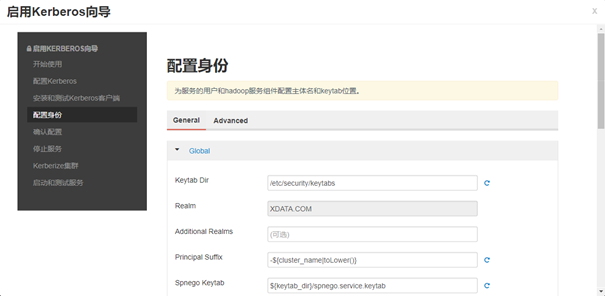 启用Kerberos向导
X
启用KERBEROS向导
开始使用
配置Kerberos
安装和测试Kerberos客户端
配置身份
确认配置
停止服务
Kerberize集群
启动和测试服务
配置身份
为服务的用户和hadoop服务组件配置主体名和keytab位置。
General Advanced
Global
Keytab Dir /etc/security/keytabs
Realm XDATA.COM
Additional Realms (可选)
Principal Suffix -${cluster_name|toLower()}
Spnego Keytab ${keytab_dir}/spnego.service.keytab